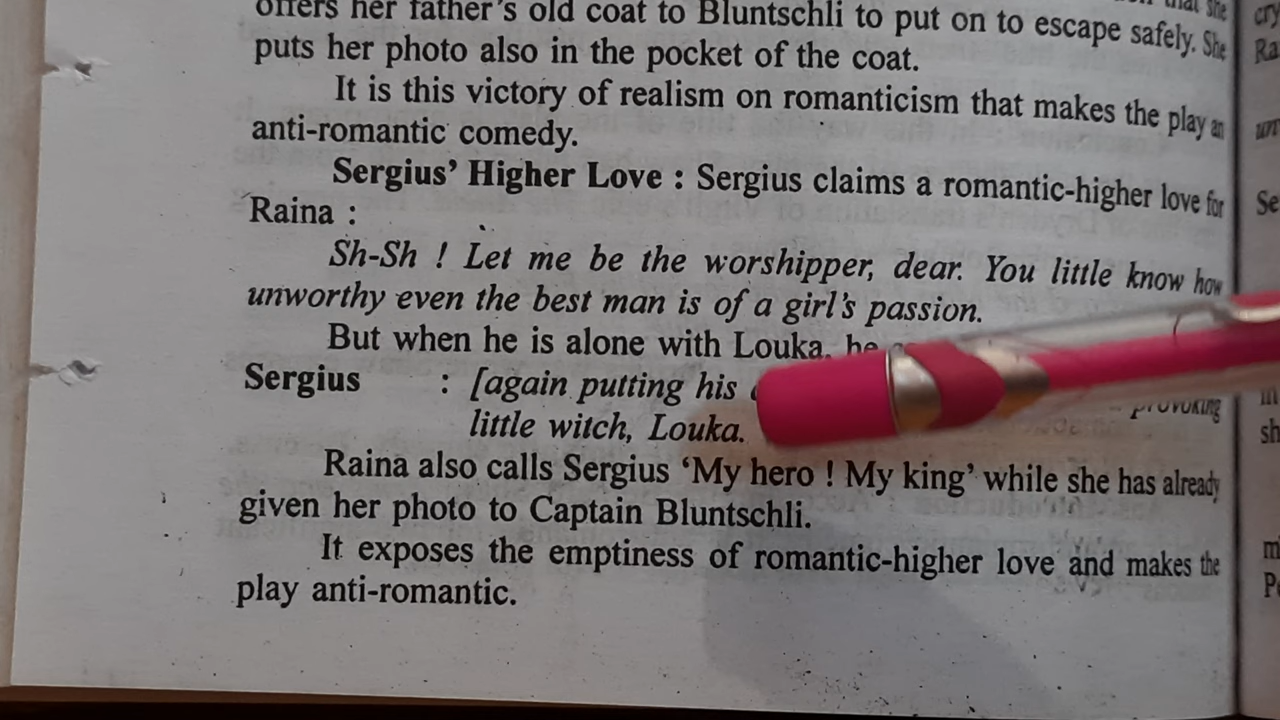 offers her father's old coat to Bluntschli to put on to escape safely. She
puts her photo also in the pocket of the coat.
It is this victory of realism on romanticism that makes the play an
anti-romantic comedy.
Sergius' Higher Love : Sergius claims a romantic-higher love for
Raina :
Sh-Sh ! Let me be the worshipper, dear. You little know how
unworthy even the best man is of a girl's passion.
But when he is alone with Louka, he
Sergius : [again putting his
provoking
little witch, Louka.
Raina also calls Sergius 'My hero ! My king' while she has already
given her photo to Captain Bluntschli.
It exposes the emptiness of romantic-higher love and makes the
play anti-romantic.
cry
Ra
Se
in
sh